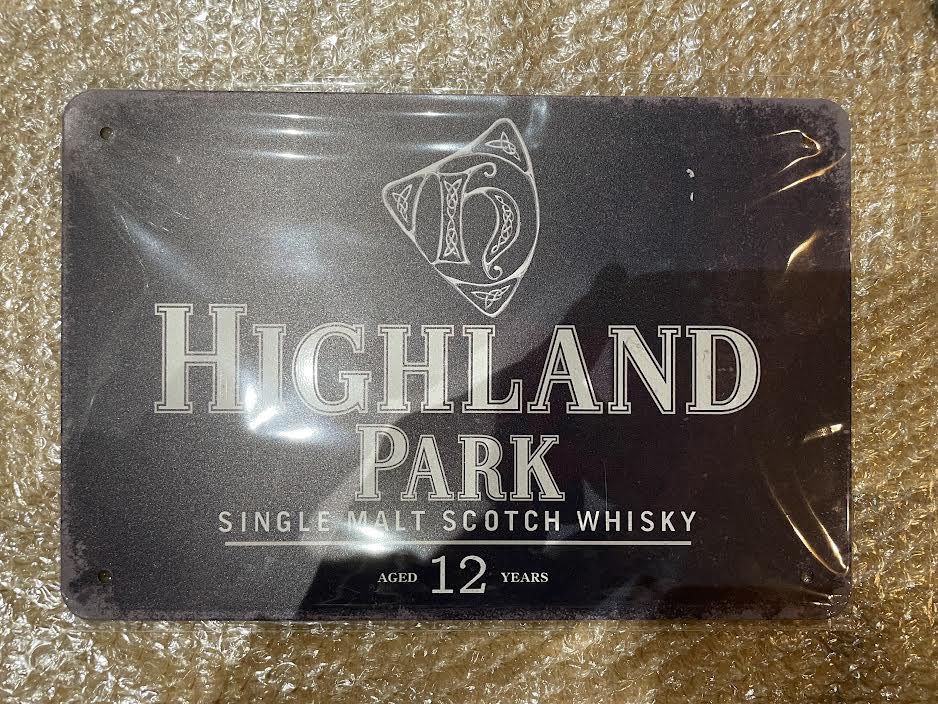 h
HIGHLAND
PARK
SINGLE MALT SCOTCH WHISKY
AGED 12 YEARS